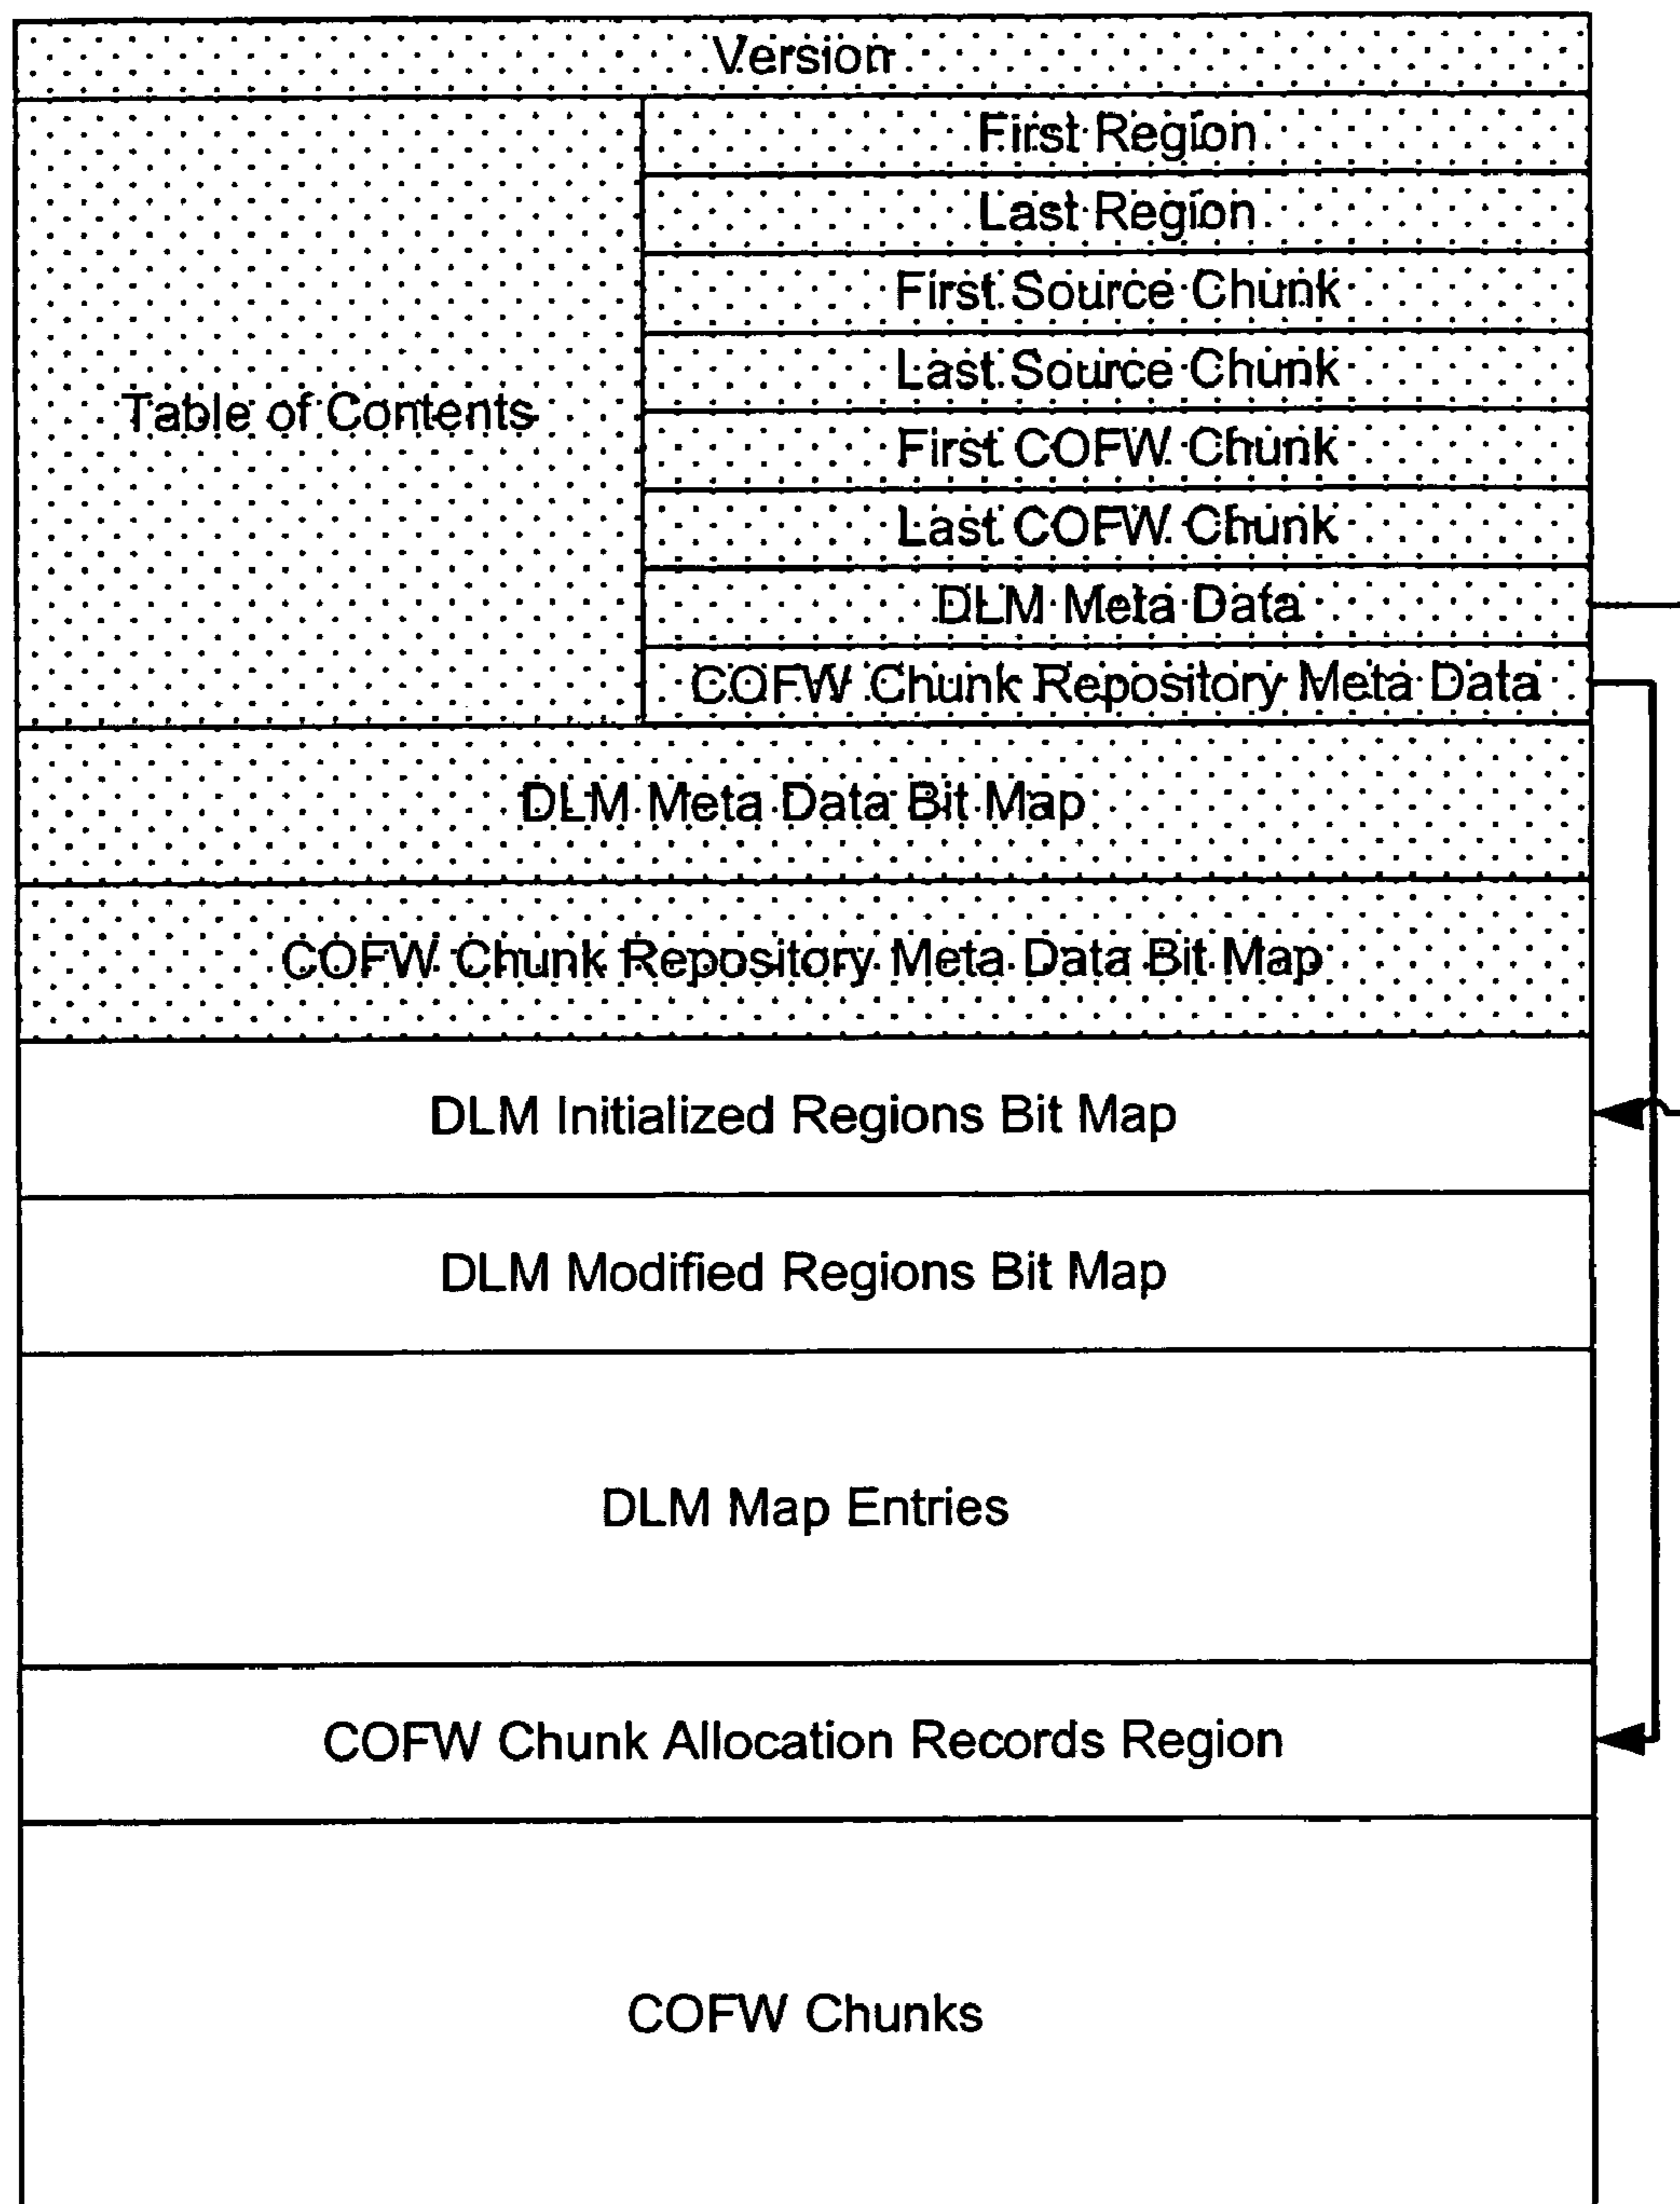 Version
First Region
Last Region
First Source Chunk
Last Source Chunk
Table of Contents
First COFW Chunk
Last COFW Chunk
DLM Meta Data
COFW Chunk Repository Meta Data
DLM Meta Data Bit Map
COFW Chunk Repository Meta Data Bit Map
DLM Initialized Regions Bit Map
DLM Modified Regions Bit Map
DLM Map Entries
COFW Chunk Allocation Records Region
COFW Chunks